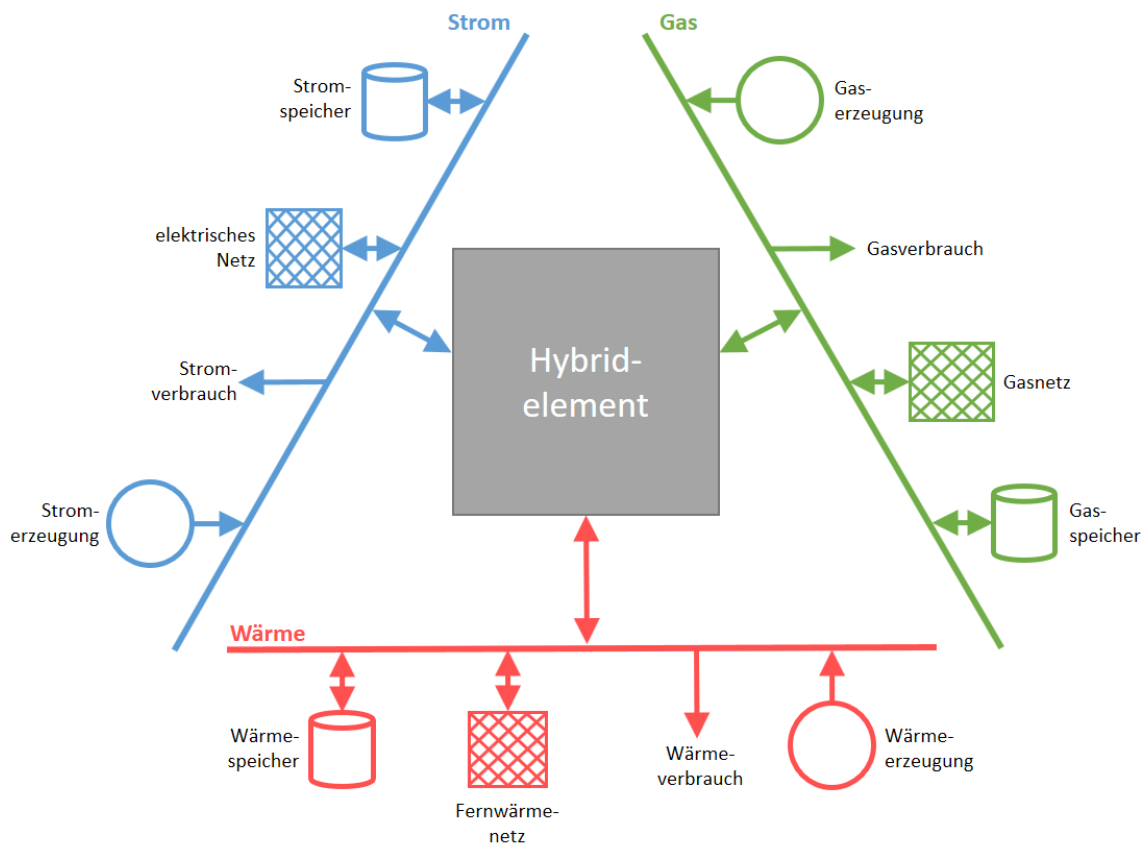 Strom
Gas
Strom-
speicher
Gas-
erzeugung
elektrisches
Netz
Gasverbrauch
Hybrid-
element
Strom-
verbrauch
Gasnetz
Strom-
erzeugung
Gas-
speicher
Wärme
Wärme-
speicher
Fernwärme-
netz
Wärme-
verbrauch
Wärme-
erzeugung